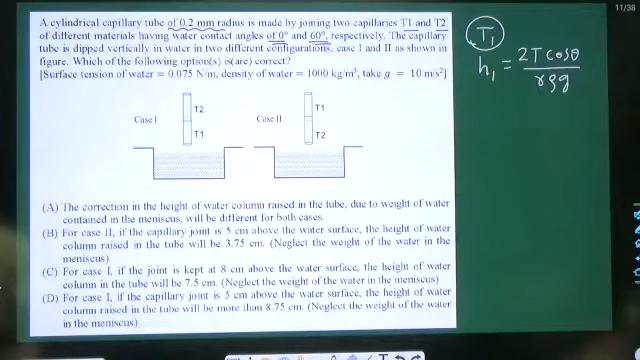 11/38
A cylindrical capillary tube of 0.2 mm radius is made by joining two capillaries T1 and T2
of different materials having water contact angles of 0° and 60°, respectively. The capillary
tube is dipped vertically in water in two different configurations, case I and II as shown in
figure. Which of the following option(s) is(are) correct?
[Surface tension of water = 0.075 N/m, density of water = 1000 kg/m³, take g = 10 m/s²]
T2
Case I
T1
T1
Case II
T2
(A) The correction in the height of water column raised in the tube, due to weight of water
contained in the meniscus, will be different for both cases.
(B) For case II, if the capillary joint is 5 cm above the water surface, the height of water
column raised in the tube will be 3.75 cm. (Neglect the weight of the water in the
meniscus)
(C) For case I, if the joint is kept at 8 cm above the water surface, the height of water
column in the tube will be 7.5 cm. (Neglect the weight of the water in the meniscus)
(D) For case I, if the capillary joint is 5 cm above the water surface, the height of water
column raised in the tube will be more than 8.75 cm. (Neglect the weight of the water
in the meniscus)
T₁
h₁ = 2T cosθ
rρg